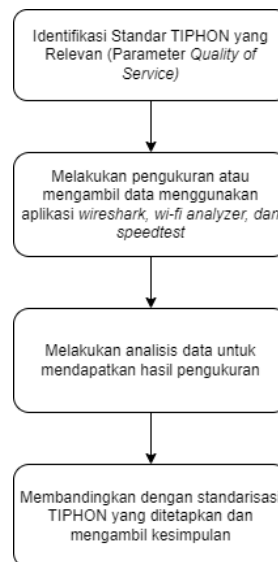 Identifikasi Standar TIPHON yang
Relevan (Parameter Quality of
Service)
Melakukan pengukuran atau
mengambil data menggunakan
aplikasi wireshark, wi-fi analyzer, dan
speedtest
Melakukan analisis data untuk
mendapatkan hasil pengukuran
Membandingkan dengan standarisasi
TIPHON yang ditetapkan dan
mengambil kesimpulan